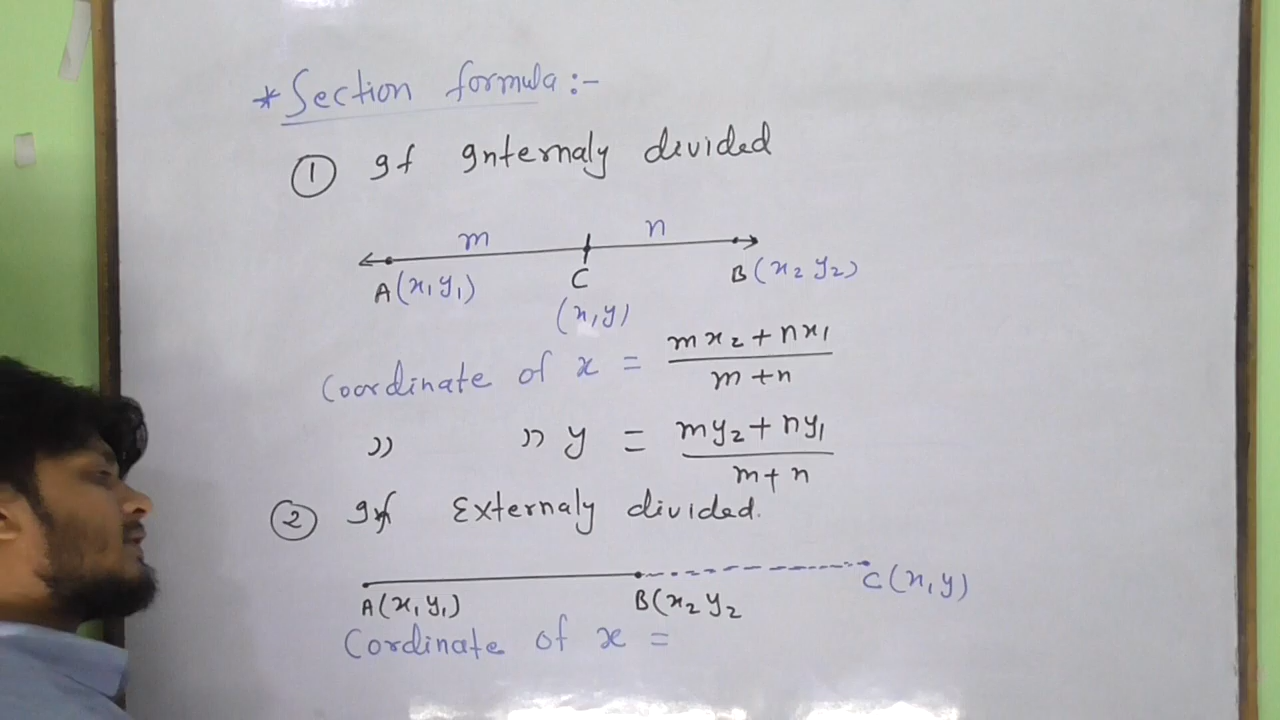 * Section formula :-
① If Internaly divided
m n
A(x₁ y₁) C B(x₂ y₂)
(x, y)
Coordinate of x = mx₂ + nx₁ / m + n
" " y = my₂ + ny₁ / m + n
② If Externaly divided.
A(x₁ y₁) B(x₂ y₂ C(x, y)
Cordinate of x =